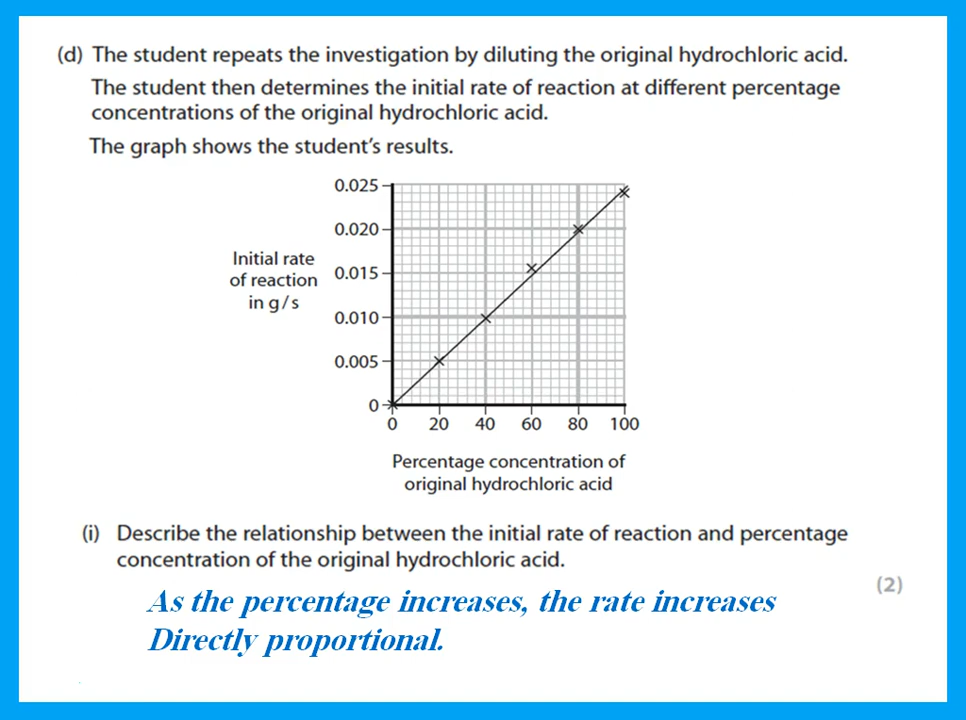 (d) The student repeats the investigation by diluting the original hydrochloric acid.
The student then determines the initial rate of reaction at different percentage
concentrations of the original hydrochloric acid.
The graph shows the student's results.
0.025
0.020
Initial rate
of reaction
in g/s
0.015
0.010
0.005
0
0 20 40 60 80 100
Percentage concentration of
original hydrochloric acid
(i) Describe the relationship between the initial rate of reaction and percentage
concentration of the original hydrochloric acid.
(2)
As the percentage increases, the rate increases
Directly proportional.